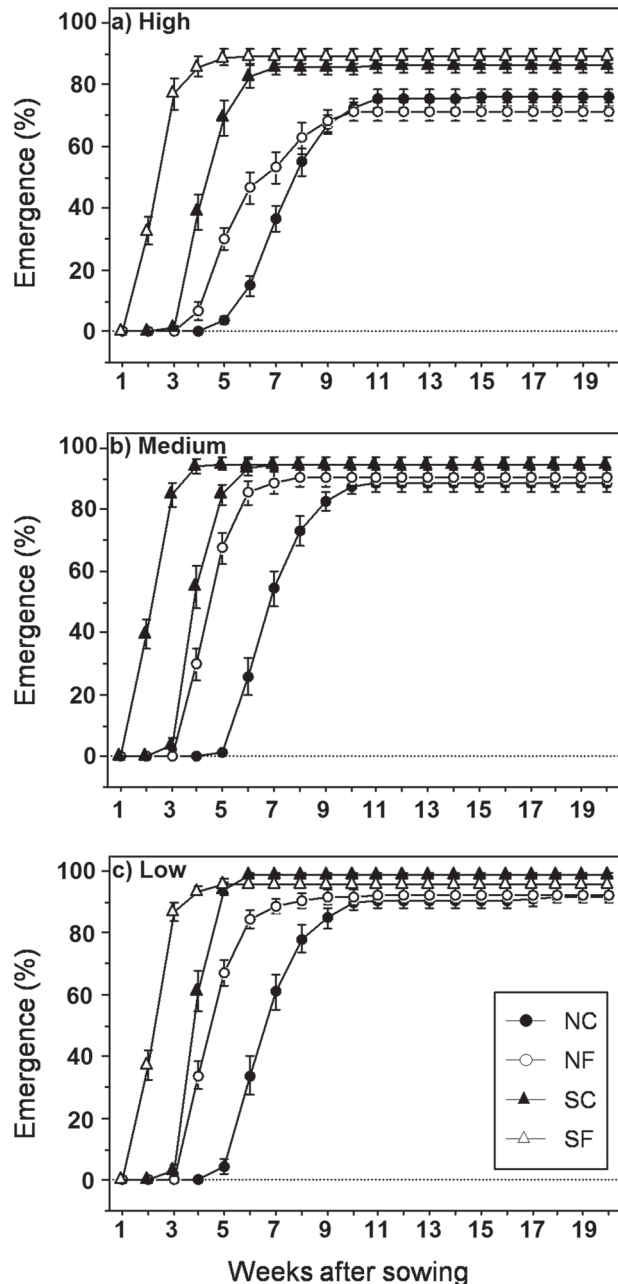 a) High
100
80
60
40
20
0
Emergence (%)
1 3 5 7 9 11 13 15 17 19
b) Medium
100
80
60
40
20
0
Emergence (%)
1 3 5 7 9 11 13 15 17 19
c) Low
100
80
60
40
20
0
Emergence (%)
NC
NF
SC
SF
1 3 5 7 9 11 13 15 17 19
Weeks after sowing